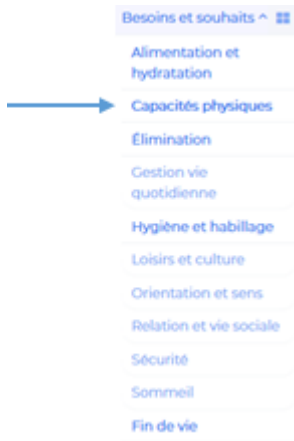 Besoins et souhaits
Alimentation et
hydratation
Capacités physiques
Élimination
Gestion vie
quotidienne
Hygiène et habillage
Loisirs et culture
Orientation et sens
Relation et vie sociale
Sécurité
Sommeil
Fin de vie